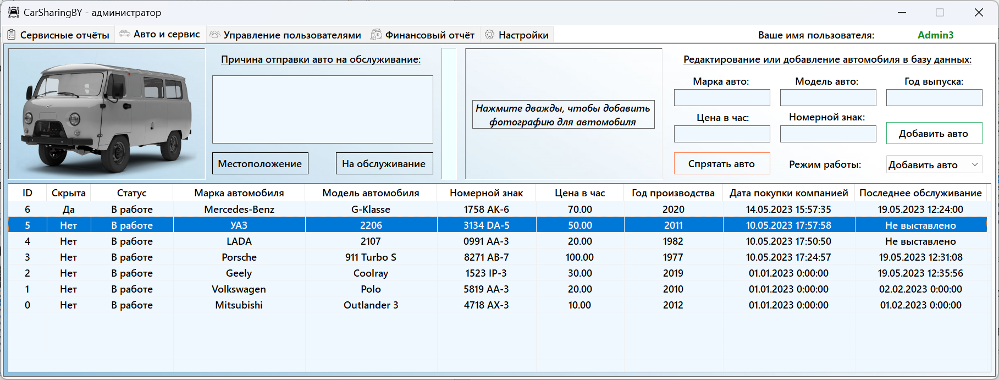 CarSharingBY - администратор
Сервисные отчёты Авто и сервис Управление пользователями Финансовый отчёт Настройки Ваше имя пользователя: Admin3
Причина отправки авто на обслуживание:
Местоположение На обслуживание
Нажмите дважды, чтобы добавить
фотографию для автомобиля
Редактирование или добавление автомобиля в базу данных:
Марка авто: Модель авто: Год выпуска:
Цена в час: Номерной знак:
Добавить авто
Спрятать авто Режим работы: Добавить авто
ID Скрыта Статус Марка автомобиля Модель автомобиля Номерной знак Цена в час Год производства Дата покупки компанией Последнее обслуживание
6 Да В работе Mercedes-Benz G-Klasse 1758 AK-6 70.00 2020 14.05.2023 15:57:35 19.05.2023 12:24:00
5 Нет В работе УАЗ 2206 3134 DA-5 50.00 2011 10.05.2023 17:57:58 Не выставлено
4 Нет В работе LADA 2107 0991 AA-3 20.00 1982 10.05.2023 17:50:50 Не выставлено
3 Нет В работе Porsche 911 Turbo S 8271 AB-7 100.00 1977 10.05.2023 17:24:57 19.05.2023 12:31:08
2 Нет В работе Geely Coolray 1523 IP-3 30.00 2019 01.01.2023 0:00:00 19.05.2023 12:35:56
1 Нет В работе Volkswagen Polo 5819 AA-3 20.00 2010 01.01.2023 0:00:00 02.02.2023 0:00:00
0 Нет В работе Mitsubishi Outlander 3 4718 AX-3 10.00 2012 01.01.2023 0:00:00 01.02.2023 0:00:00